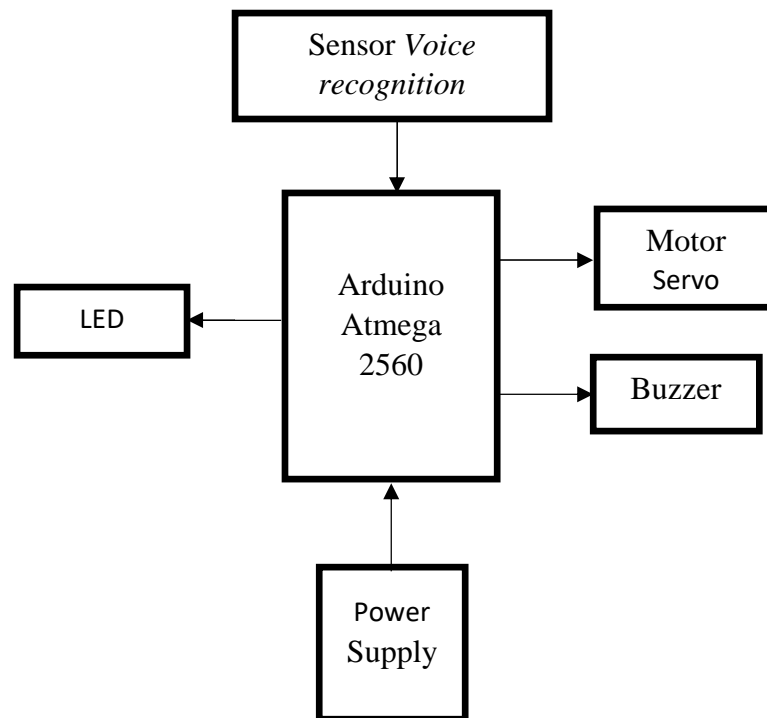 Sensor Voice
recognition
Arduino
Atmega
2560
Motor
Servo
LED
Buzzer
Power
Supply